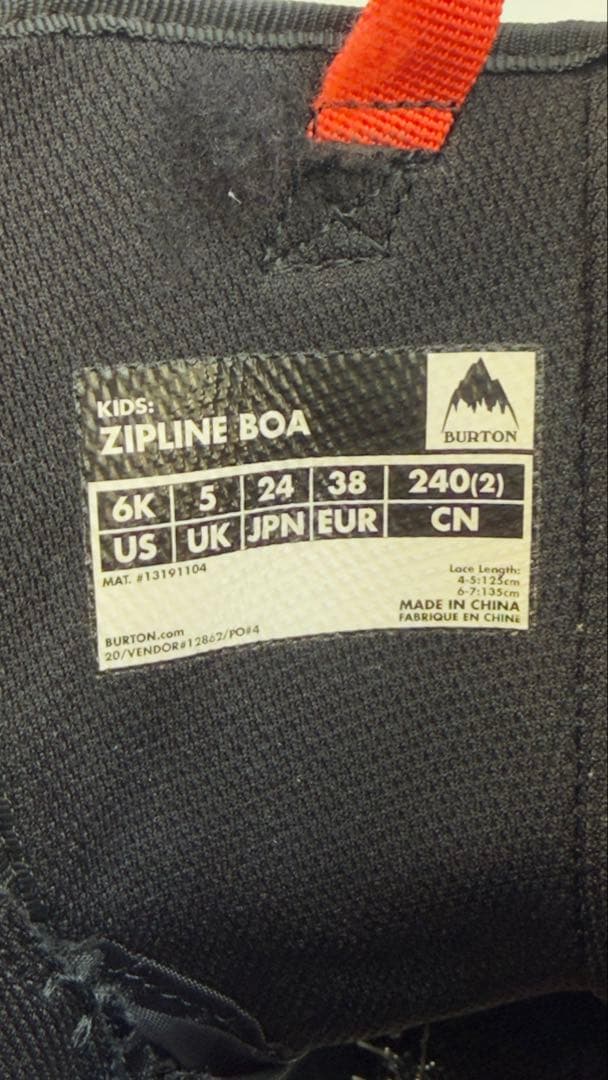 KIDS:
ZIPLINE BOA
BURTON
6K 5 24 38 240(2)
US UK JPN EUR CN
MAT. #13191104
Lace Length:
4-5:125cm
6-7:135cm
MADE IN CHINA
FABRIQUE EN CHINE
BURTON.com
20/VENDOR#12862/PO#4